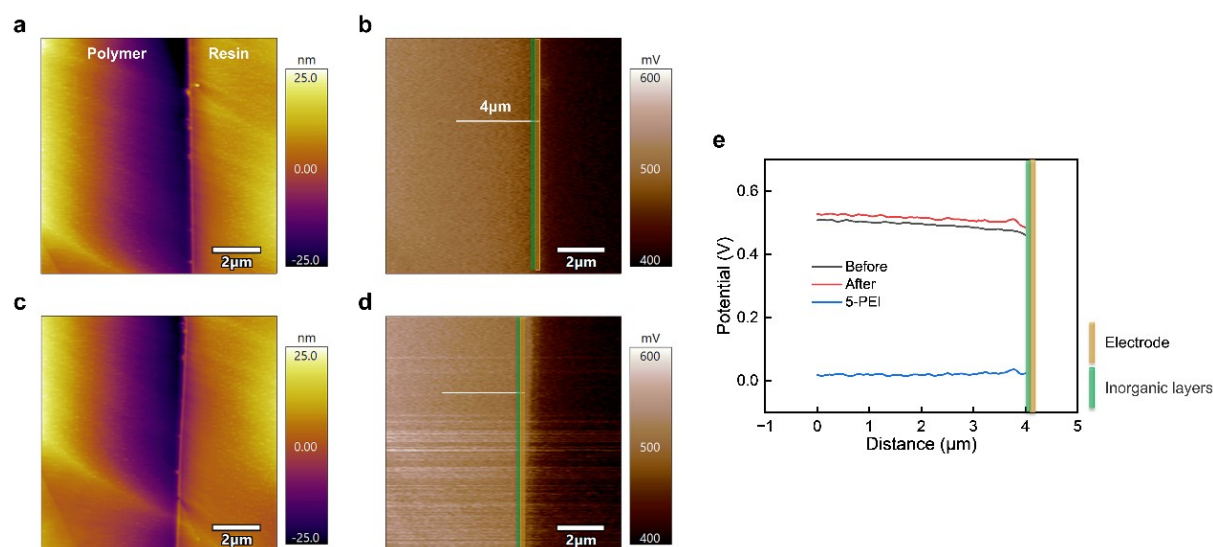 a
Polymer
Resin
nm
25.0
0.00
-25.0
2μm
b
4μm
mV
600
500
400
2μm
c
nm
25.0
0.00
-25.0
2μm
d
mV
600
500
400
2μm
e
Potential (V)
0.6
0.4
0.2
0.0
Before
After
5-PEI
−1 0 1 2 3 4 5
Distance (μm)
Electrode
Inorganic layers